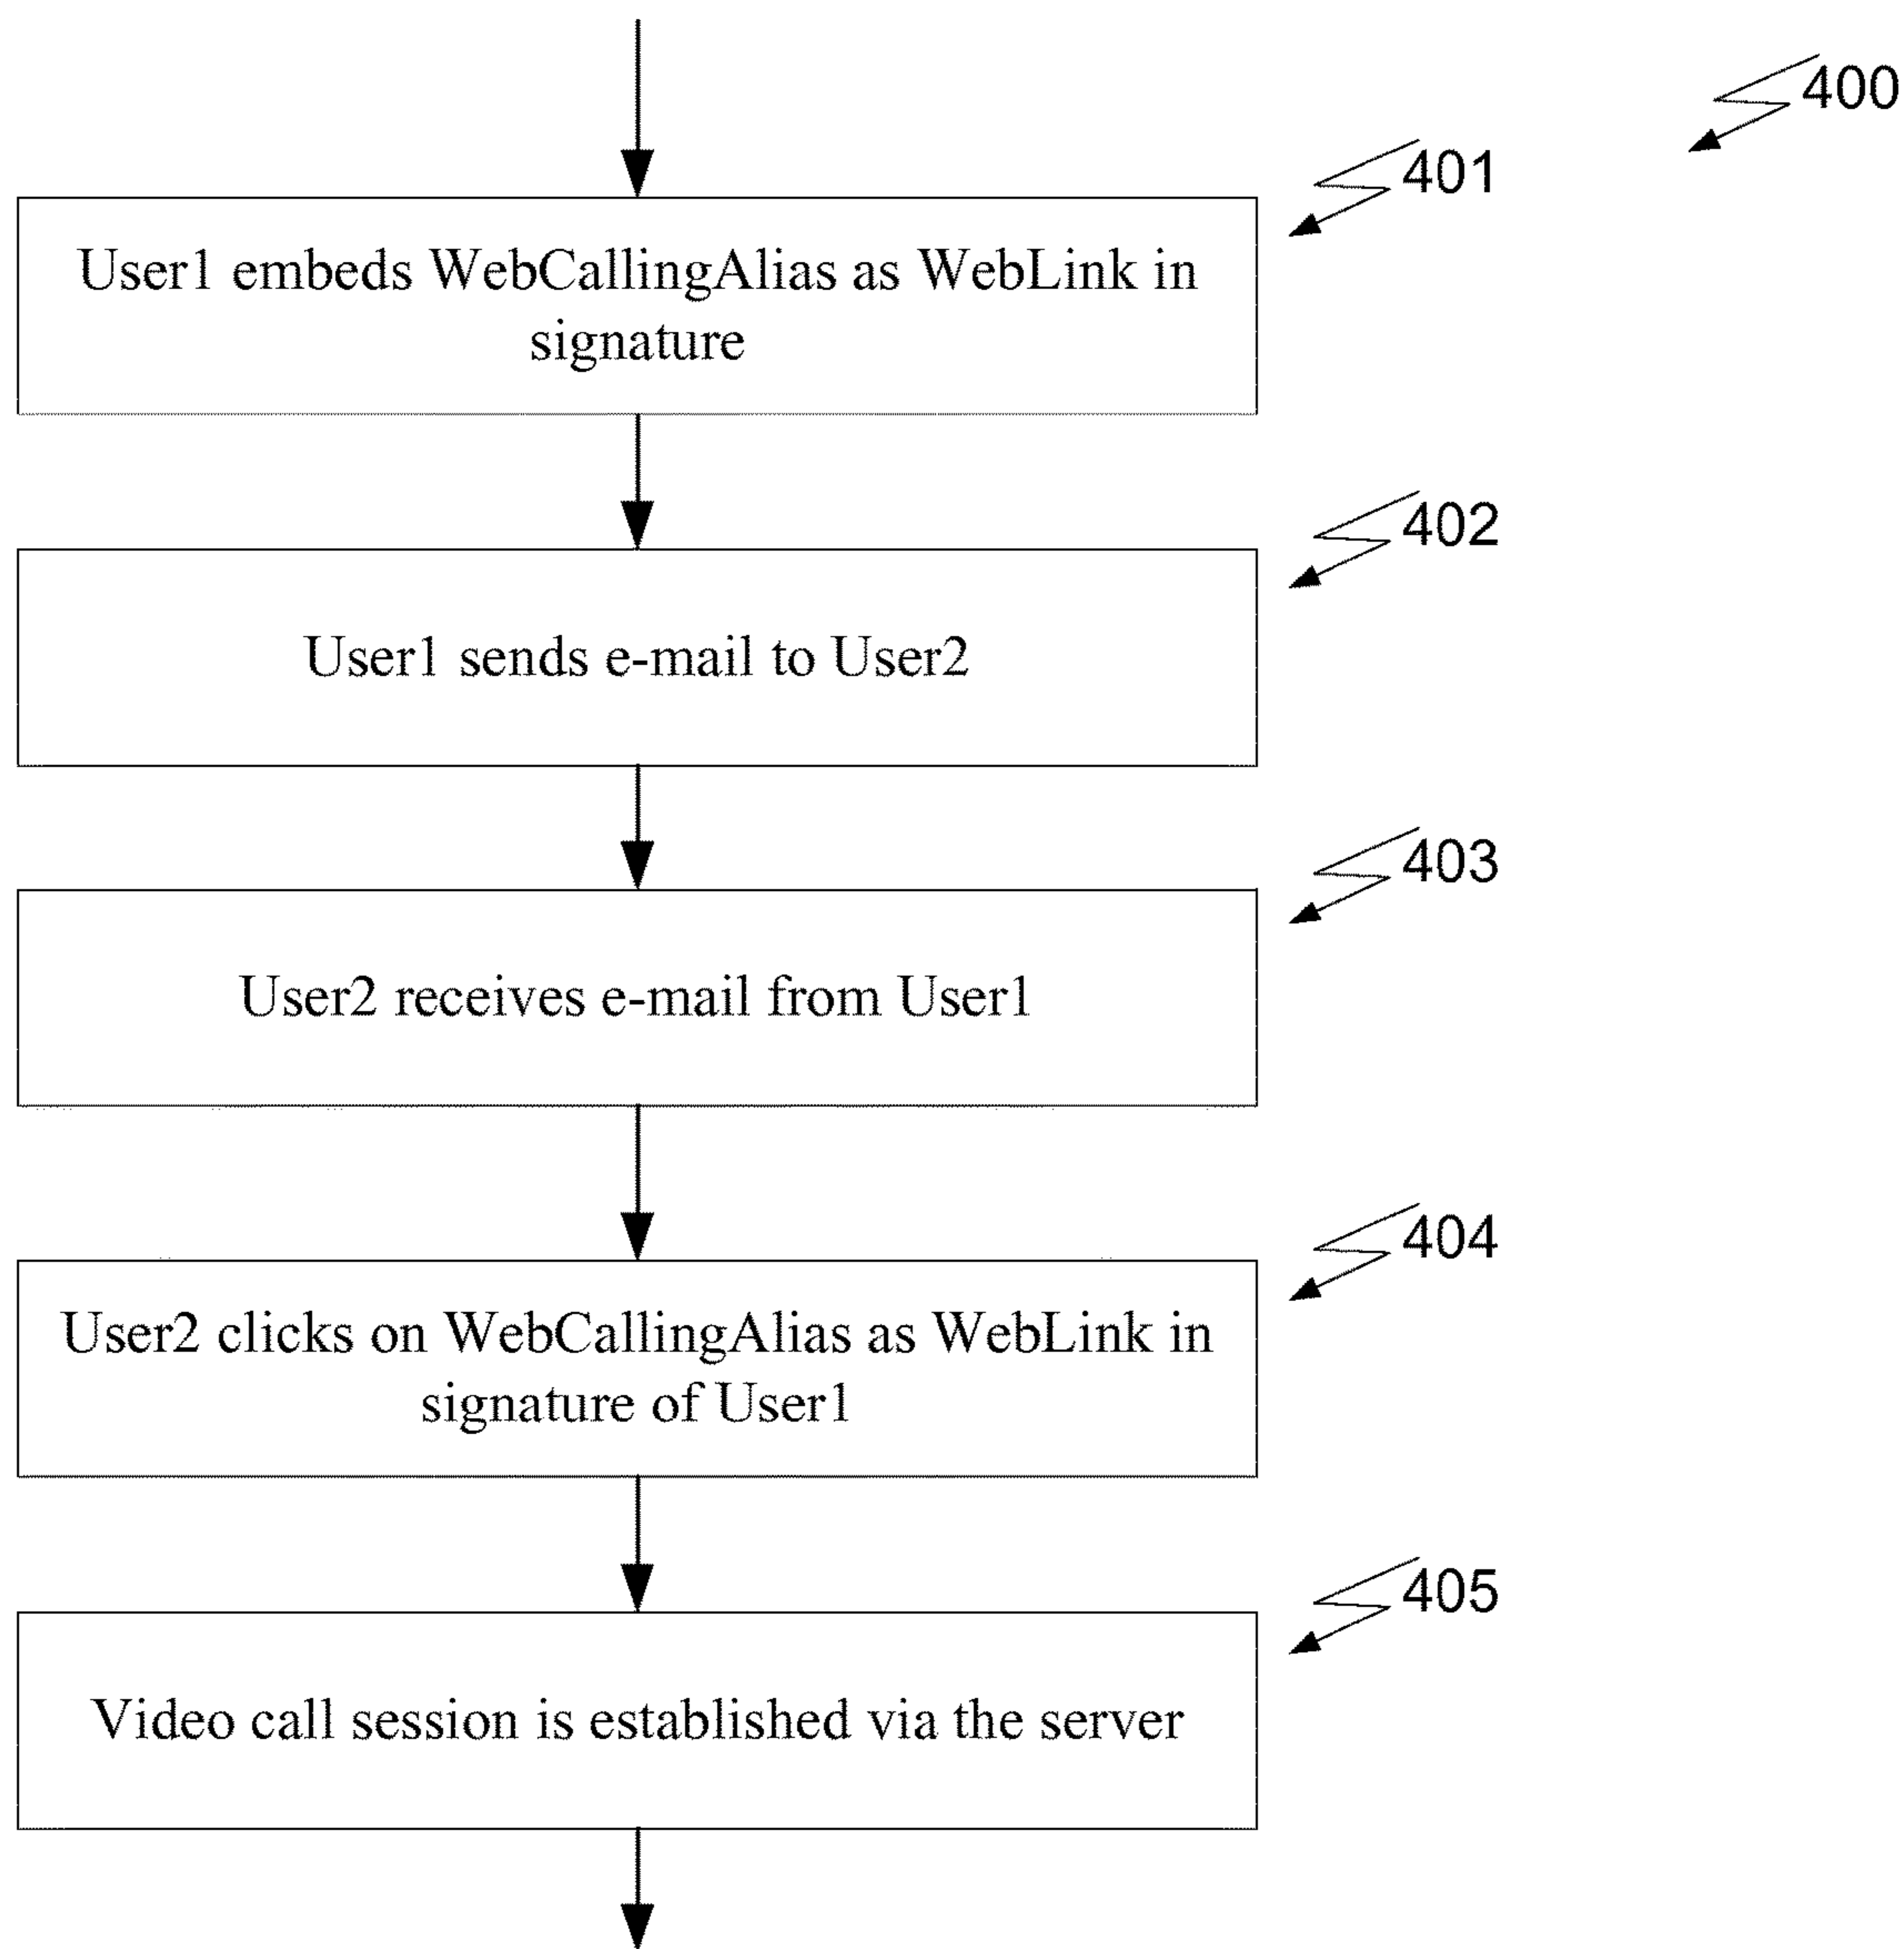 400
401
User1 embeds WebCallingAlias as WebLink in
signature
402
User1 sends e-mail to User2
403
User2 receives e-mail from User1
404
User2 clicks on WebCallingAlias as WebLink in
signature of User1
405
Video call session is established via the server